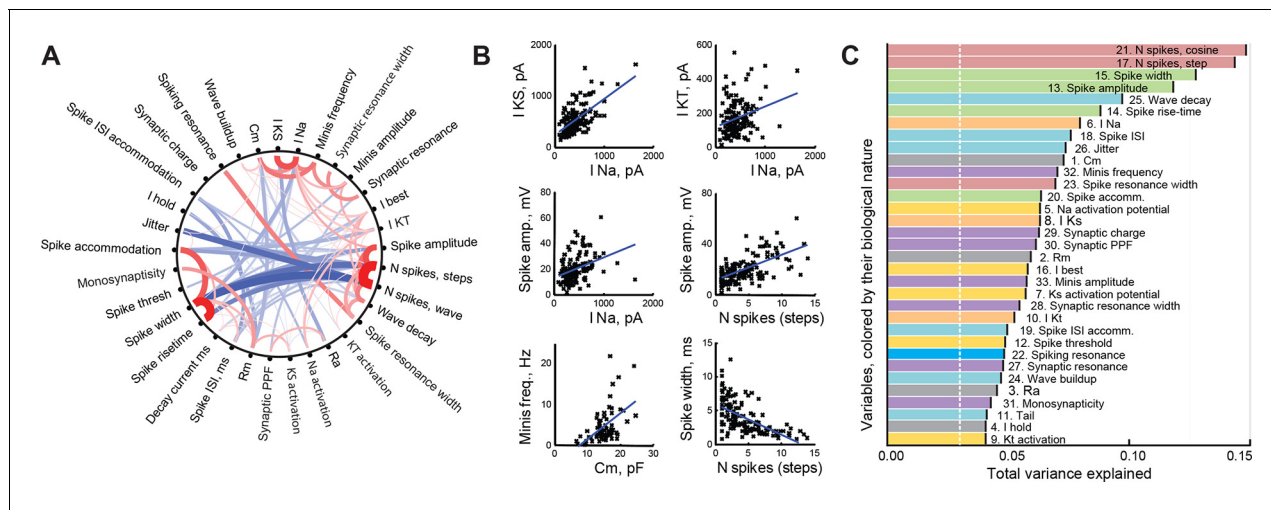 A
Spike ISI accommodation
Synaptic charge
Spiking resonance
Wave buildup
Cm
I KS
I Na
Minis frequency
Synaptic resonance width
Minis amplitude
Synaptic resonance
I best
I KT
Spike amplitude
N spikes, steps
N spikes, wave
Wave decay
Spike resonance width
KT activation
Ra
Na activation
KS activation
Synaptic PPF
Rm
Spike ISI, ms
Decay current ms
Spike risetime
Spike width
Spike thresh
Monosynaptisity
Spike accommodation
Jitter
I hold
B
I KS, pA
2000
1000
0
0
1000
2000
I Na, pA
I KT, pA
600
400
200
0
0
1000
2000
I Na, pA
Spike amp., mV
80
60
40
20
0
0
1000
2000
I Na, pA
Spike amp., mV
80
40
0
0
5
10
15
N spikes (steps)
Minis freq., Hz
20
10
0
0
10
20
30
Cm, pF
Spike width, ms
15
10
5
0
0
5
10
15
N spikes (steps)
C
Variables, colored by their biological nature
21. N spikes, cosine
17. N spikes, step
15. Spike width
13. Spike amplitude
25. Wave decay
14. Spike rise-time
6. I Na
18. Spike ISI
26. Jitter
1. Cm
32. Minis frequency
23. Spike resonance width
20. Spike accomm.
5. Na activation potential
8. I Ks
29. Synaptic charge
30. Synaptic PPF
2. Rm
16. I best
33. Minis amplitude
7. Ks activation potential
28. Synaptic resonance width
10. I Kt
19. Spike ISI accomm.
12. Spike threshold
22. Spiking resonance
27. Synaptic resonance
24. Wave buildup
3. Ra
31. Monosynapticity
11. Tail
4. I hold
9. Kt activation
0.00
0.05
0.10
0.15
Total variance explained